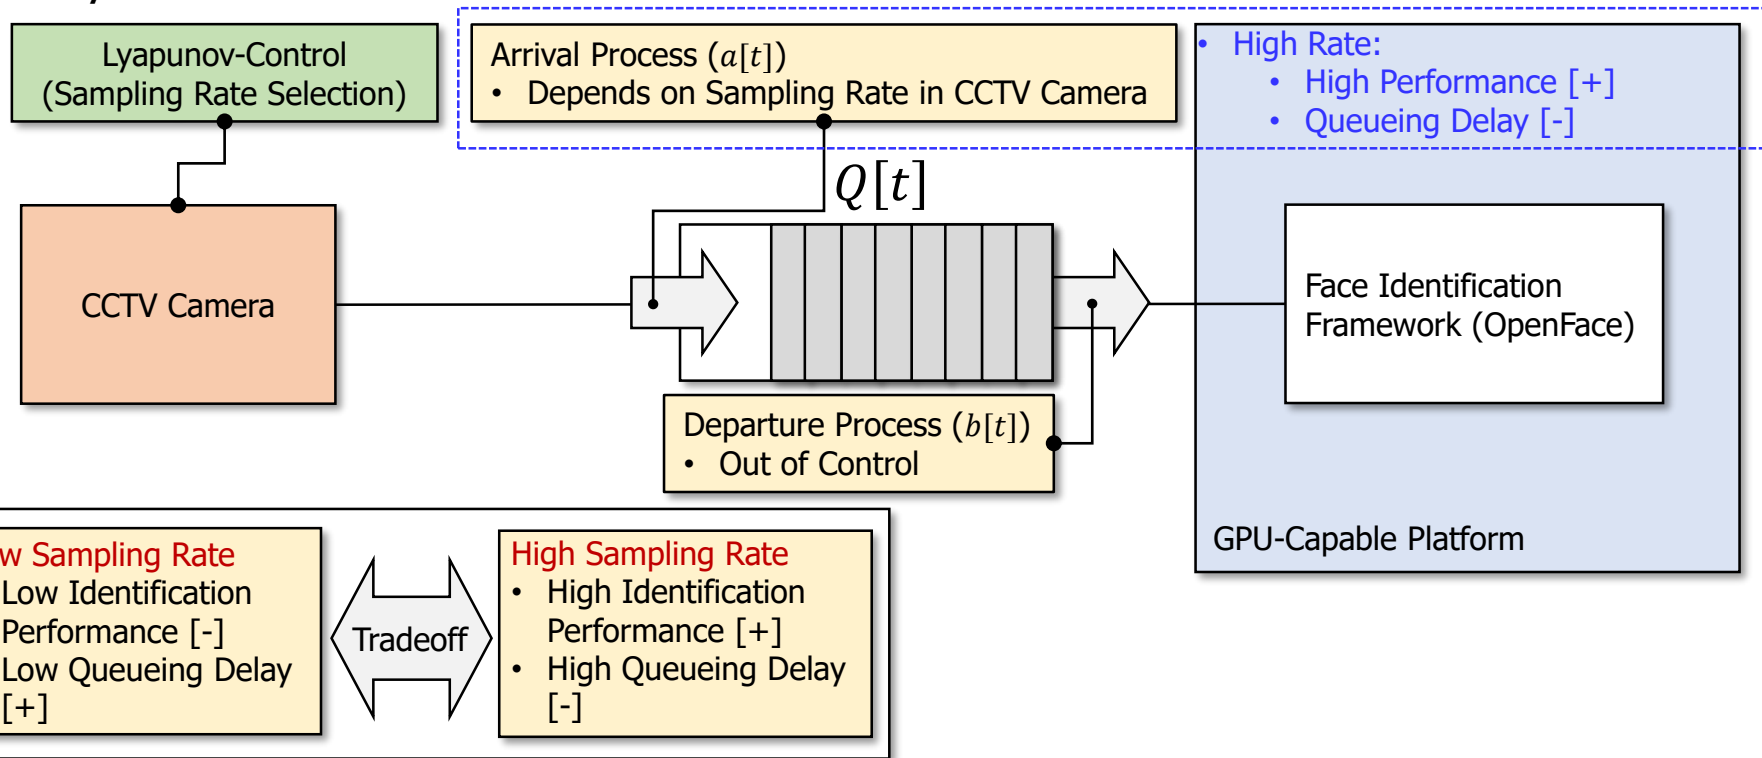 Lyapunov-Control
(Sampling Rate Selection)
Arrival Process (a[t])
• Depends on Sampling Rate in CCTV Camera
• High Rate:
• High Performance [+]
• Queueing Delay [-]
Q[t]
CCTV Camera
Face Identification
Framework (OpenFace)
Departure Process (b[t])
• Out of Control
GPU-Capable Platform
Sampling Rate
Low Identification
Performance [-]
Low Queueing Delay
[+]
Tradeoff
High Sampling Rate
• High Identification
Performance [+]
• High Queueing Delay
[-]